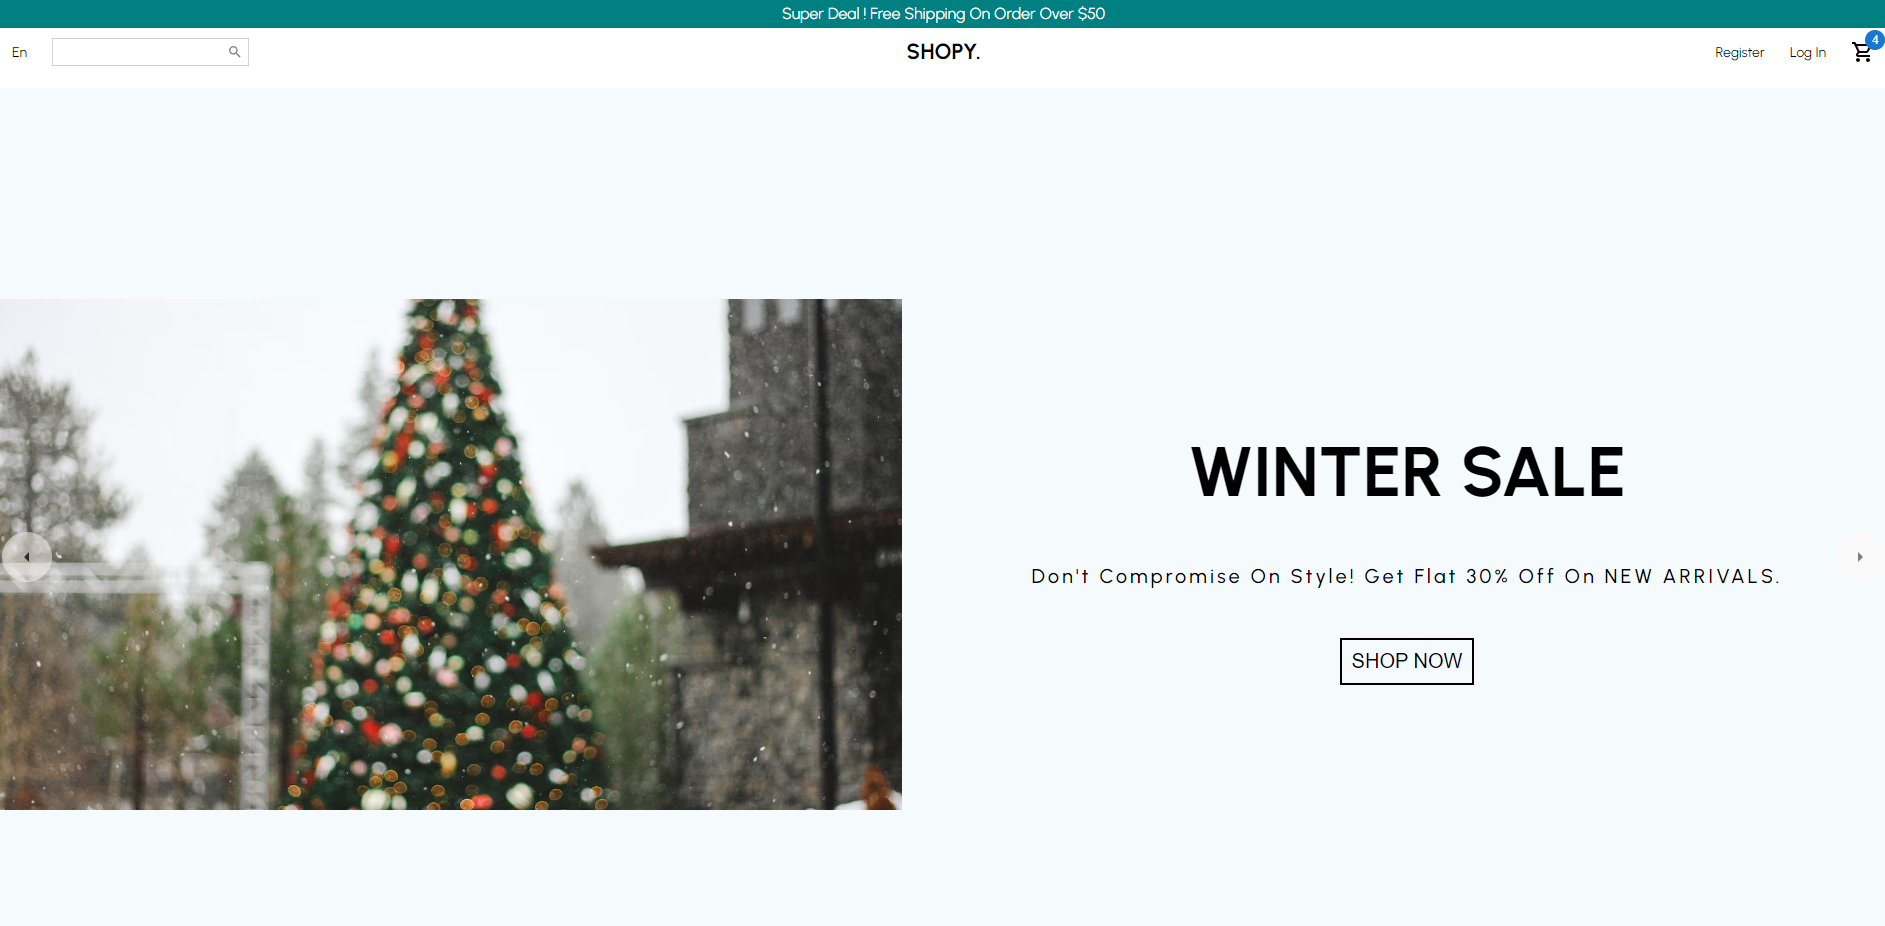 Super Deal ! Free Shipping On Order Over $50
En
SHOPY.
Register
Log In
4
WINTER SALE
Don't Compromise On Style! Get Flat 30% Off On NEW ARRIVALS.
SHOP NOW